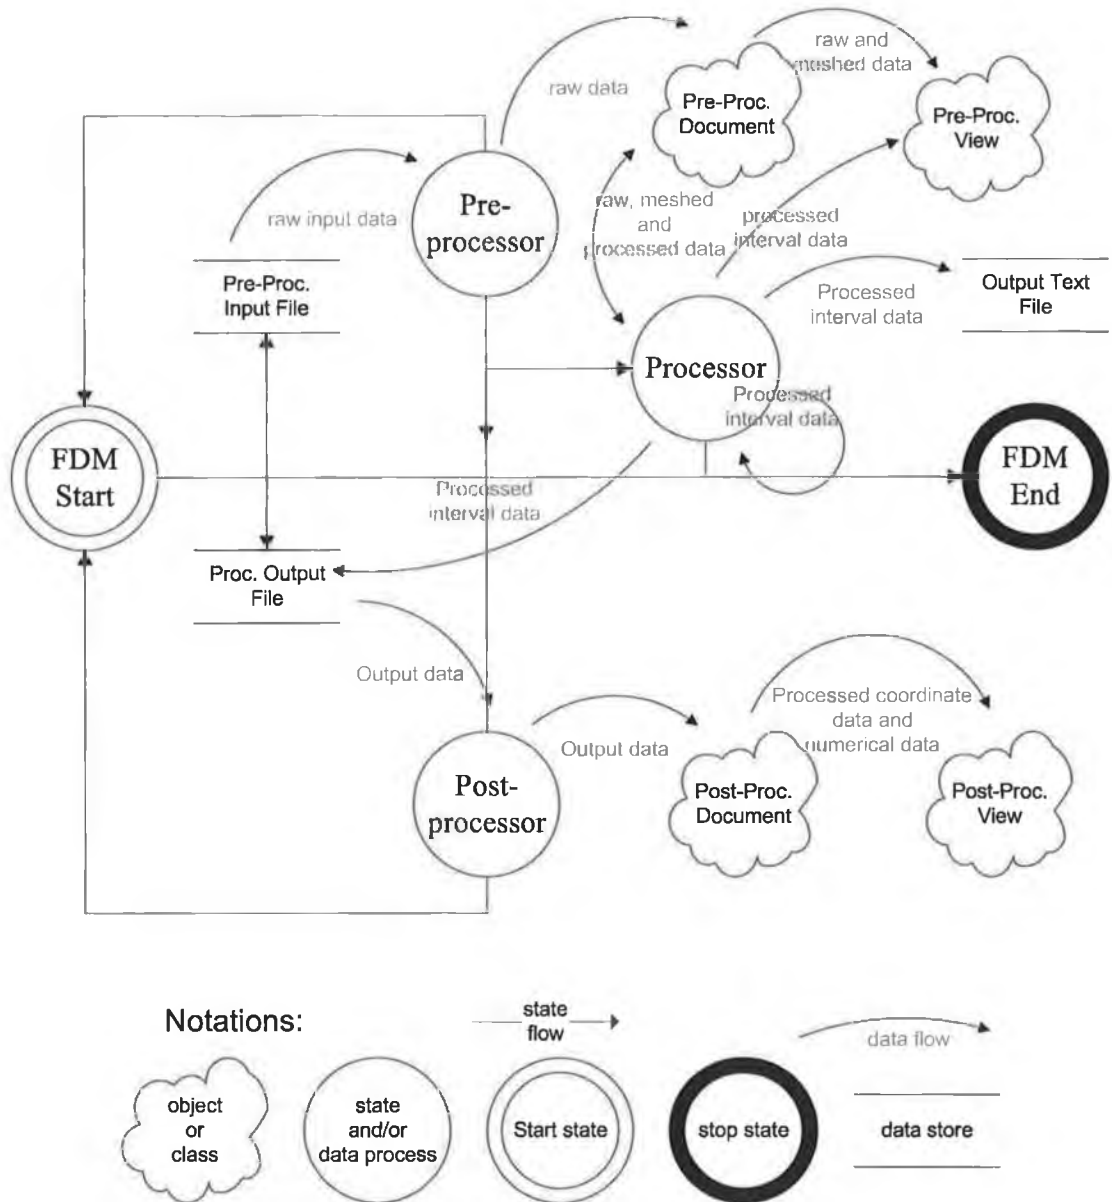 raw and
meshed data
raw data
Pre-Proc.
Document
Pre-Proc.
View
Pre-
processor
raw input data
raw, meshed
and
processed data
processed
interval data
Pre-Proc.
Input File
Processed
interval data
Output Text
File
Processor
Processed
interval data
FDM
Start
FDM
End
Processed
interval data
Proc. Output
File
Output data
Output data
Processed coordinate
data and
numerical data
Post-
processor
Post-Proc.
Document
Post-Proc.
View
Notations:
state
flow
data flow
object
or
class
state
and/or
data process
Start state
stop state
data store